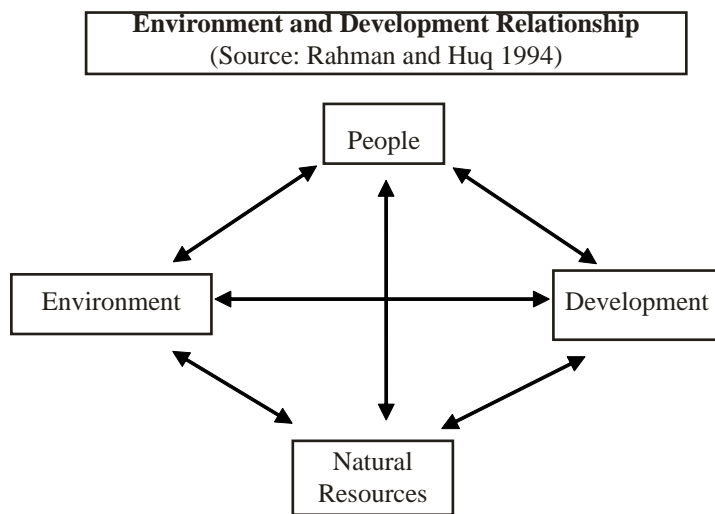 Environment and Development Relationship
(Source: Rahman and Huq 1994)
People
Environment
Development
Natural
Resources